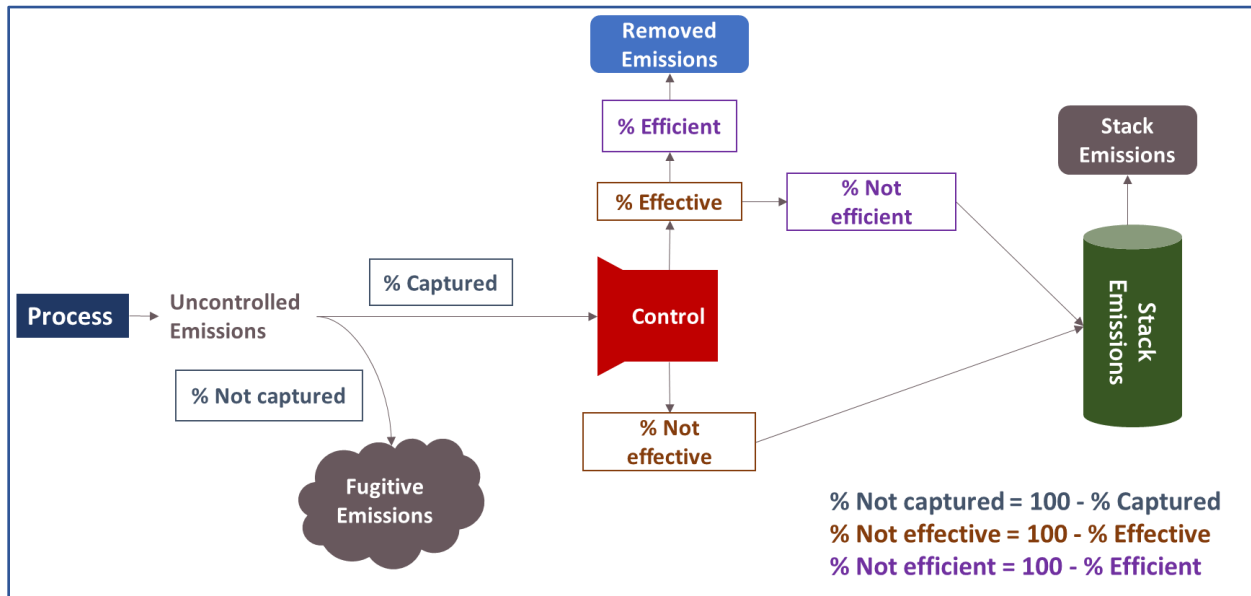 Removed
Emissions
% Efficient
Stack
Emissions
% Effective
% Not
efficient
% Captured
Process
Uncontrolled
Emissions
Control
Stack
Emissions
% Not captured
% Not
effective
Fugitive
Emissions
% Not captured = 100 - % Captured
% Not effective = 100 - % Effective
% Not efficient = 100 - % Efficient